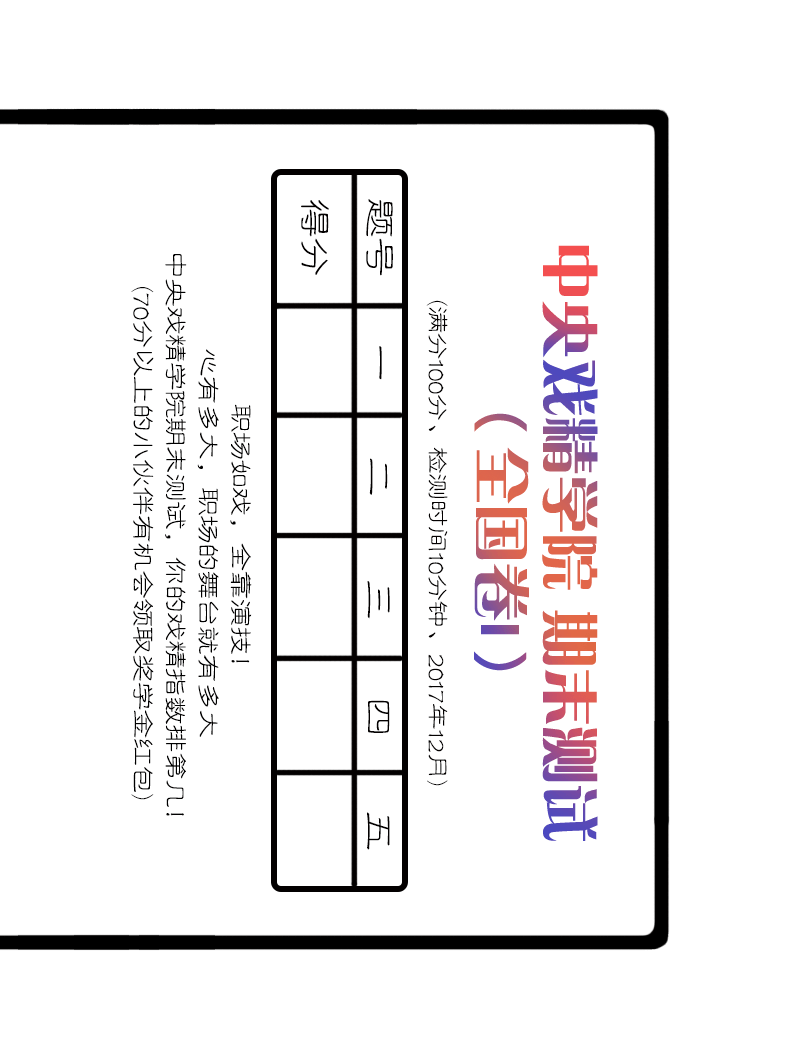 中央戏精学院 期末测试
（全国卷I）
(满分100分、检测时间10分钟、2017年12月)
题号 一 二 三 四 五
得分
职场如戏，全靠演技！
心有多大，职场的舞台就有多大
中央戏精学院期末测试，你的戏精指数排第几！
(70分以上的小伙伴有机会领取奖学金红包)